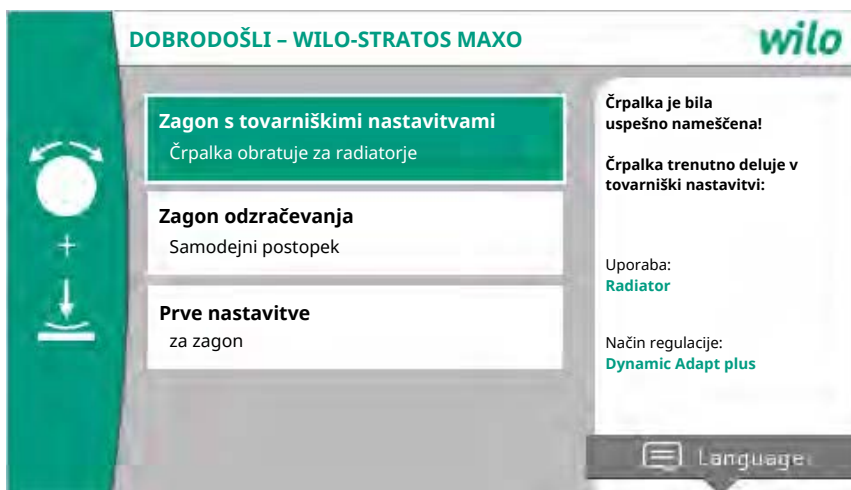 DOBRODOŠLI – WILO-STRATOS MAXO
wilo
Zagon s tovarniškimi nastavitvami
Črpalka obratuje za radiatorje
Zagon odzračevanja
Samodejni postopek
Prve nastavitve
za zagon
Črpalka je bila
uspešno nameščena!
Črpalka trenutno deluje v
tovarniški nastavitvi:
Uporaba:
Radiator
Način regulacije:
Dynamic Adapt plus
Language